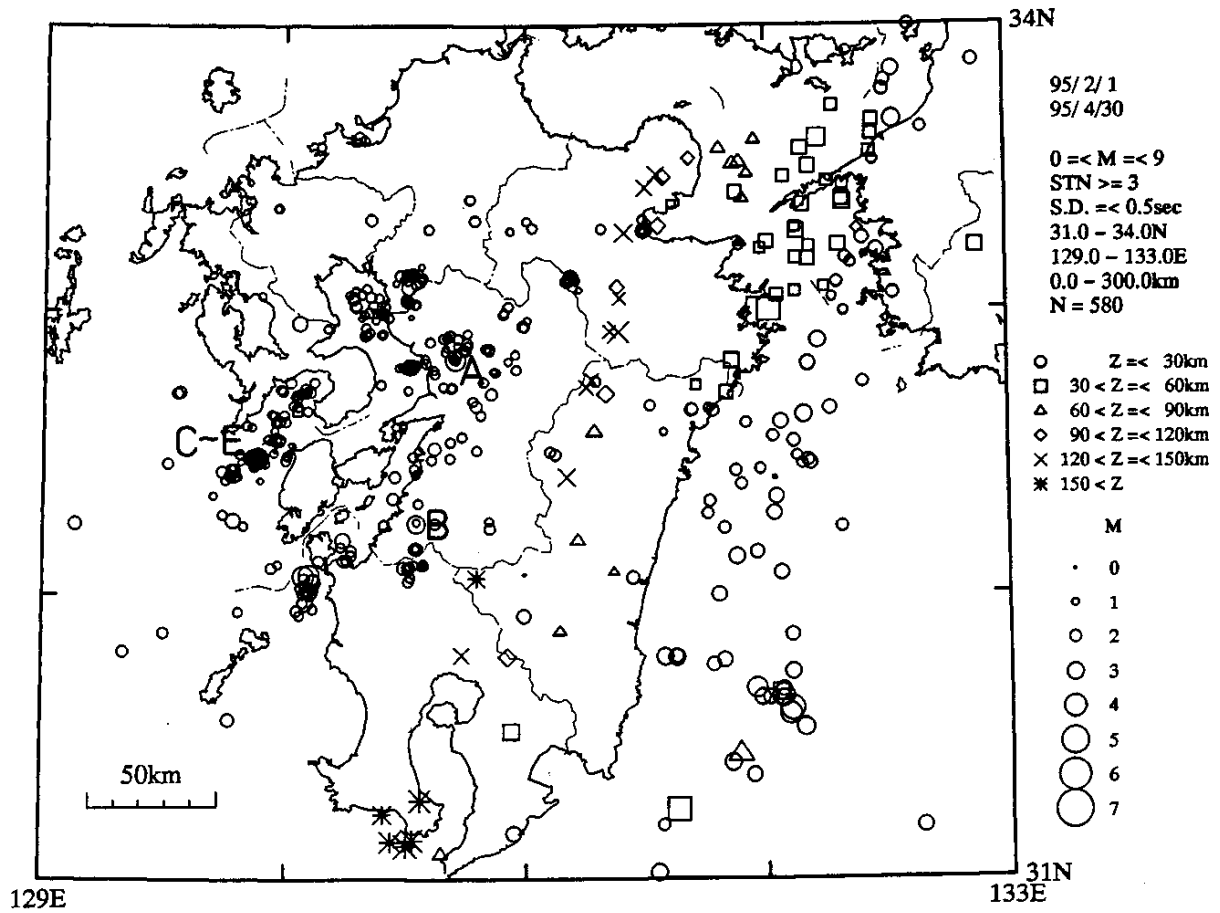 34N
95/ 2/ 1
95/ 4/30
0 =< M =< 9
STN >= 3
S.D. =< 0.5sec
31.0 – 34.0N
129.0 – 133.0E
0.0 – 300.0km
N = 580
Z =< 30km
30 < Z =< 60km
60 < Z =< 90km
90 < Z =< 120km
120 < Z =< 150km
150 < Z
M
0
1
2
3
4
5
6
7
A
C~E
B
50km
31N
129E
133E